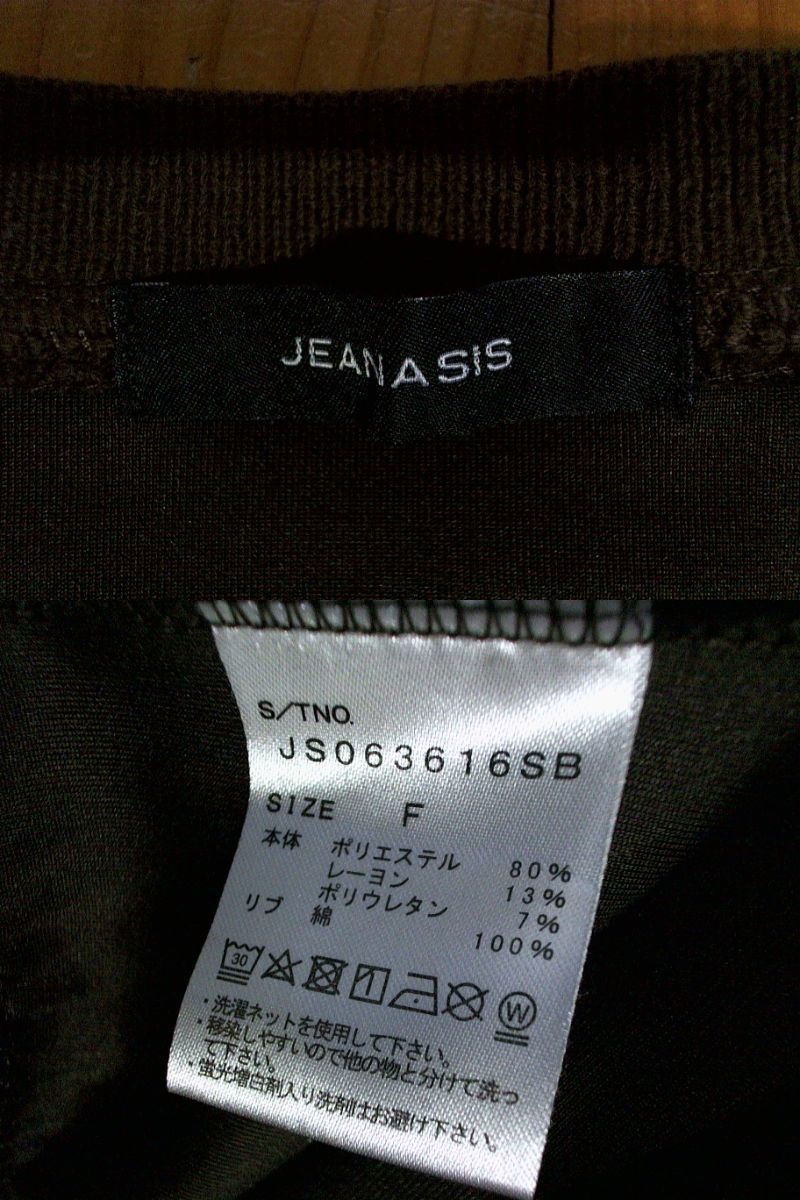 JEANASIS
S/TNO.
JS063616SB
SIZE F
本体 ポリエステル 80%
レーヨン 13%
ポリウレタン 7%
リブ 綿 100%
30
W
・洗濯ネットを使用して下さい。
・移染しやすいので他の物と分けて洗っ
て下さい。
・蛍光増白剤入り洗剤はお避け下さい。